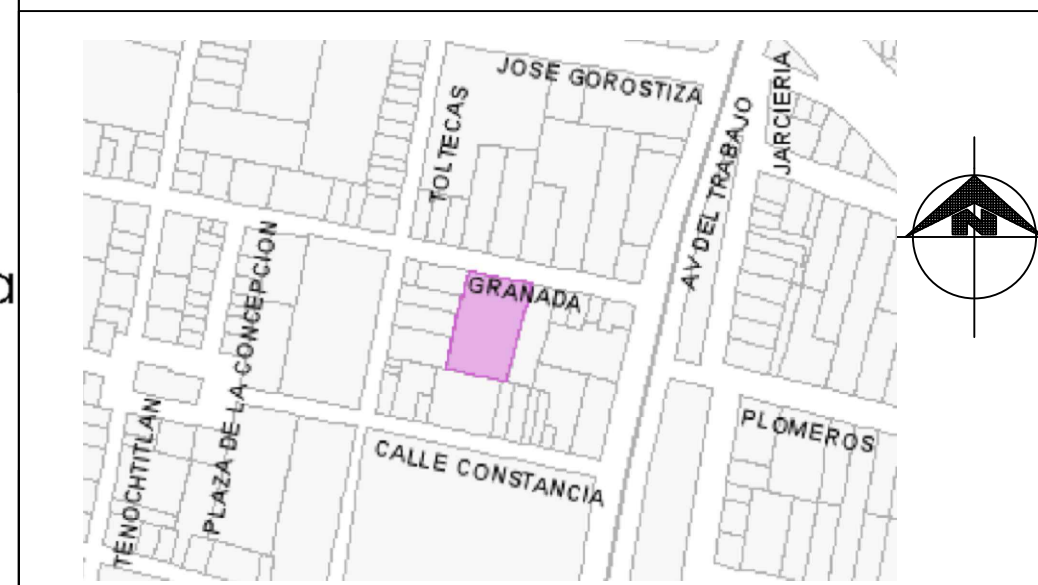 JOSE GOROSTIZA
TOLTECAS
AV DEL TRABAJO
JARCIERIA
GRANADA
PLAZA DE LA CONCEPCION
TENOCHTITLAN
CALLE CONSTANCIA
PLOMEROS
N
a